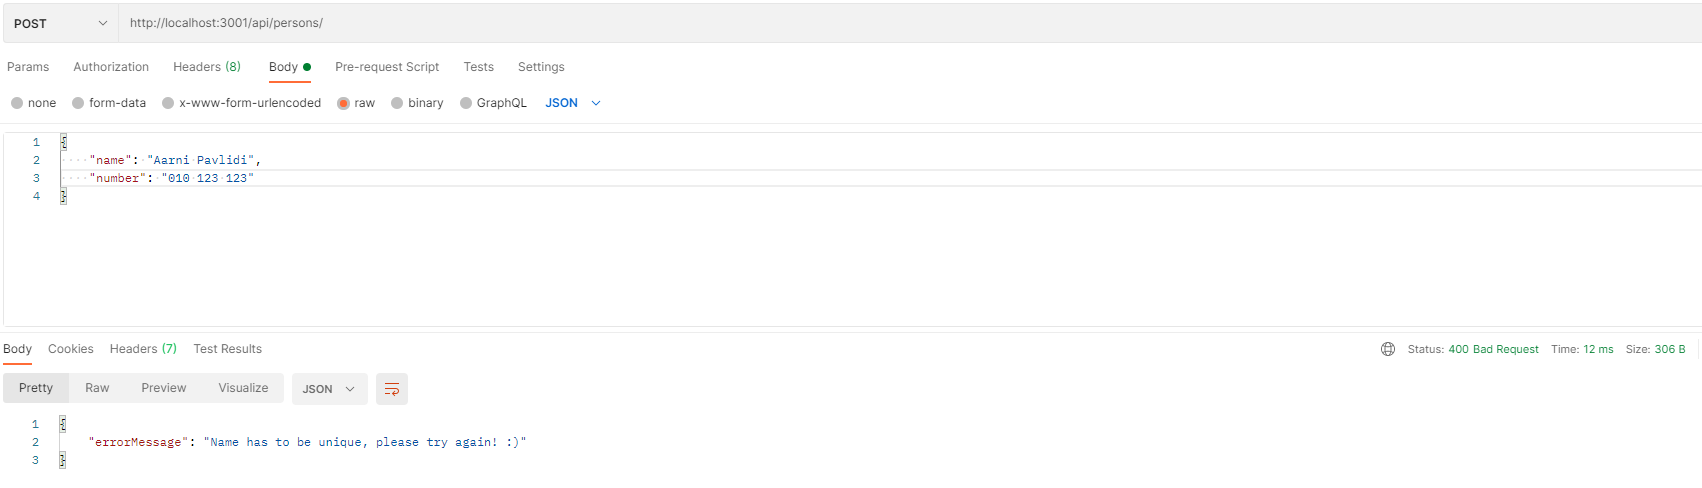 POST http://localhost:3001/api/persons/
Params Authorization Headers (8) Body Pre-request Script Tests Settings
none form-data x-www-form-urlencoded raw binary GraphQL JSON
1 {
2 "name": "Aarni Pavlidi",
3 "number": "010 123 123"
4 }
Body Cookies Headers (7) Test Results Status: 400 Bad Request Time: 12 ms Size: 306 B
Pretty Raw Preview Visualize JSON
1 {
2 "errorMessage": "Name has to be unique, please try again! :)"
3 }